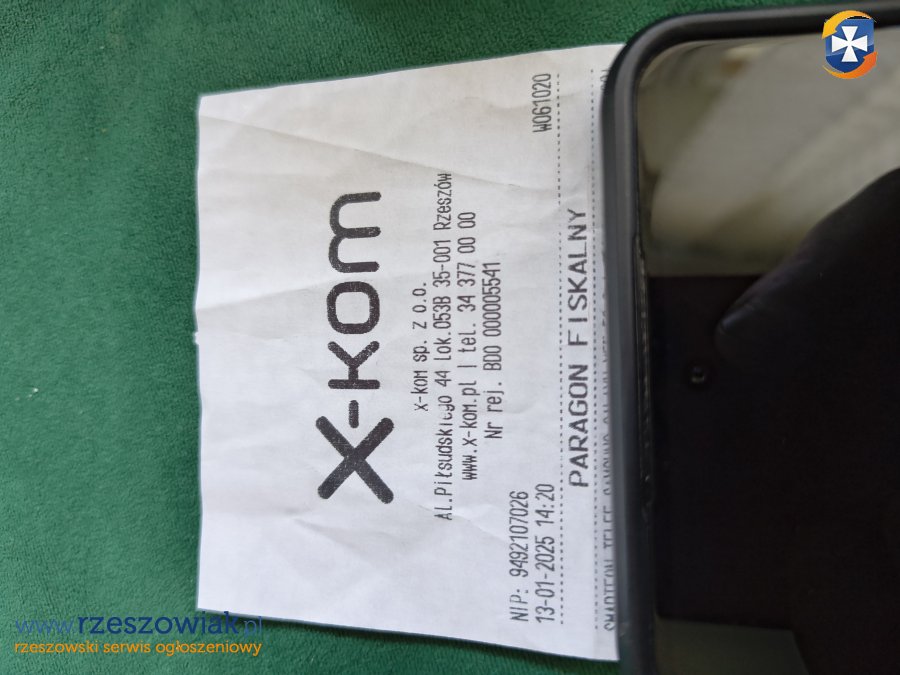 x-kom
x-kom sp. z o.o.
Al.Piłsudskiego 44 lok.053B 35-001 Rzeszów
www.x-kom.pl | tel. 34 377 00 00
Nr rej. BDO 000005541
NIP: 9492107026
13-01-2025 14:20 W061020
PARAGON FISKALNY
www.rzeszowiak.pl
rzeszowski serwis ogłoszeniowy